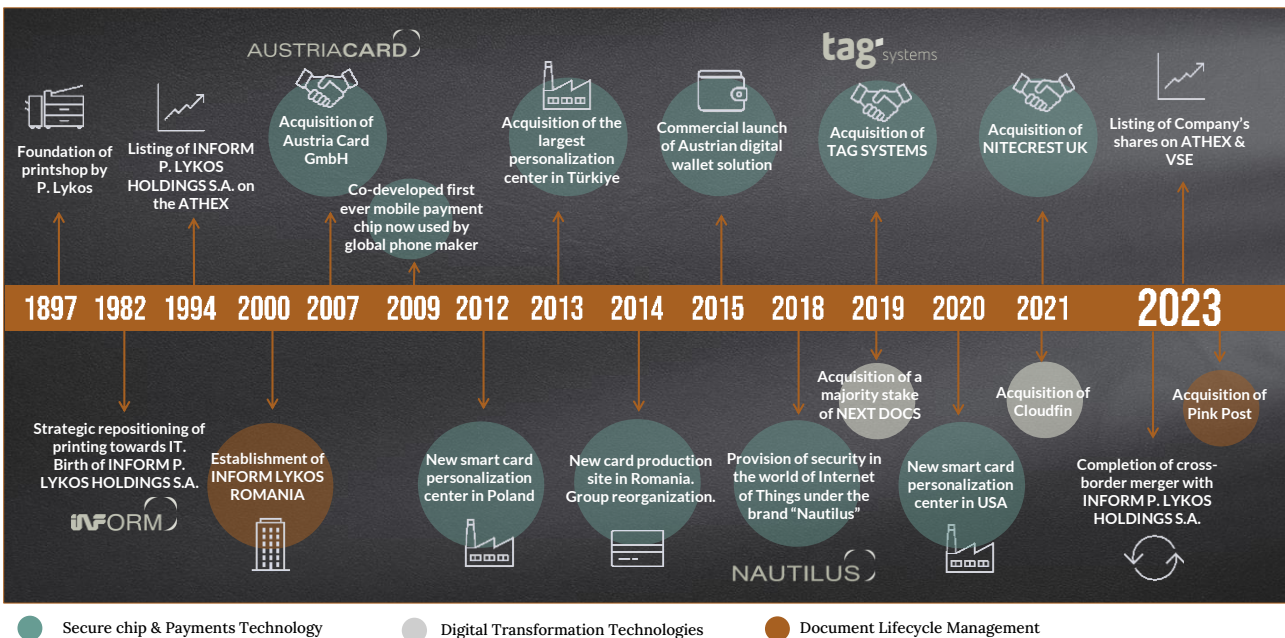 AUSTRIACARD
tag systems
Foundation of
printshop by
P. Lykos
Listing of INFORM
P. LYKOS
HOLDINGS S.A. on
the ATHEX
Acquisition of
Austria Card
GmbH
Co-developed first
ever mobile payment
chip now used by
global phone maker
Acquisition of the
largest
personalization
center in Türkiye
Commercial launch
of Austrian digital
wallet solution
Acquisition of
TAG SYSTEMS
Acquisition of
NITECREST UK
Listing of Company's
shares on ATHEX &
VSE
1897 1982 1994 2000 2007 2009 2012 2013 2014 2015 2018 2019 2020 2021 2023
Strategic repositioning of
printing towards IT.
Birth of INFORM P.
LYKOS HOLDINGS S.A.
INFORM
Establishment of
INFORM LYKOS
ROMANIA
New smart card
personalization
center in Poland
New card production
site in Romania.
Group reorganization.
Provision of security in
the world of Internet
of Things under the
brand “Nautilus”
NAUTILUS
Acquisition of a
majority stake
of NEXT DOCS
New smart card
personalization
center in USA
Acquisition of
Cloudfin
Completion of cross-
border merger with
INFORM P. LYKOS
HOLDINGS S.A.
Acquisition of
Pink Post
Secure chip & Payments Technology
Digital Transformation Technologies
Document Lifecycle Management